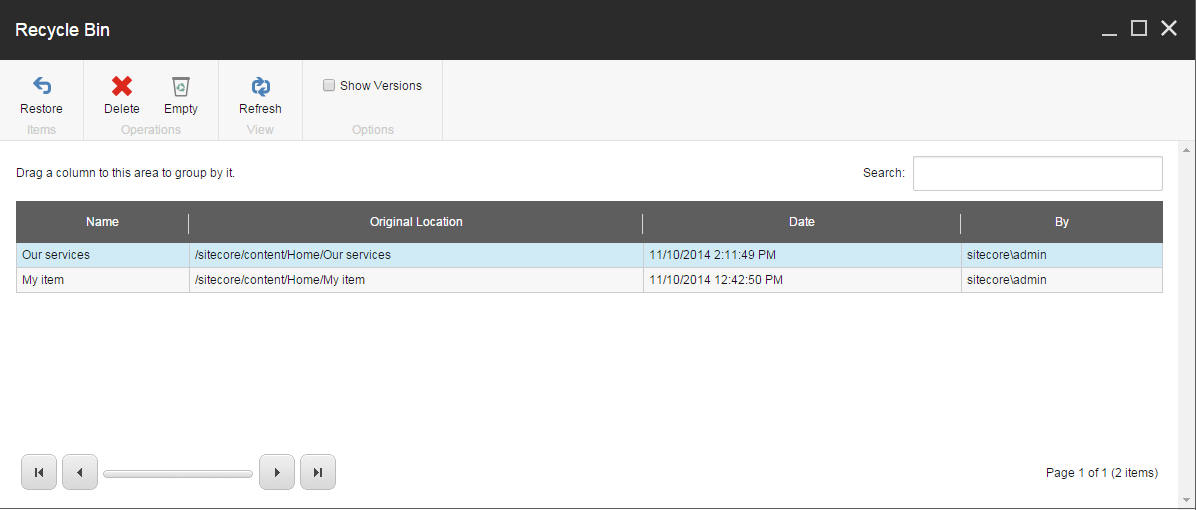 Recycle Bin
Restore Delete Empty Refresh Show Versions
Items Operations View Options
Drag a column to this area to group by it. Search:
Name Original Location Date By
Our services /sitecore/content/Home/Our services 11/10/2014 2:11:49 PM sitecore\admin
My item /sitecore/content/Home/My item 11/10/2014 12:42:50 PM sitecore\admin
Page 1 of 1 (2 items)